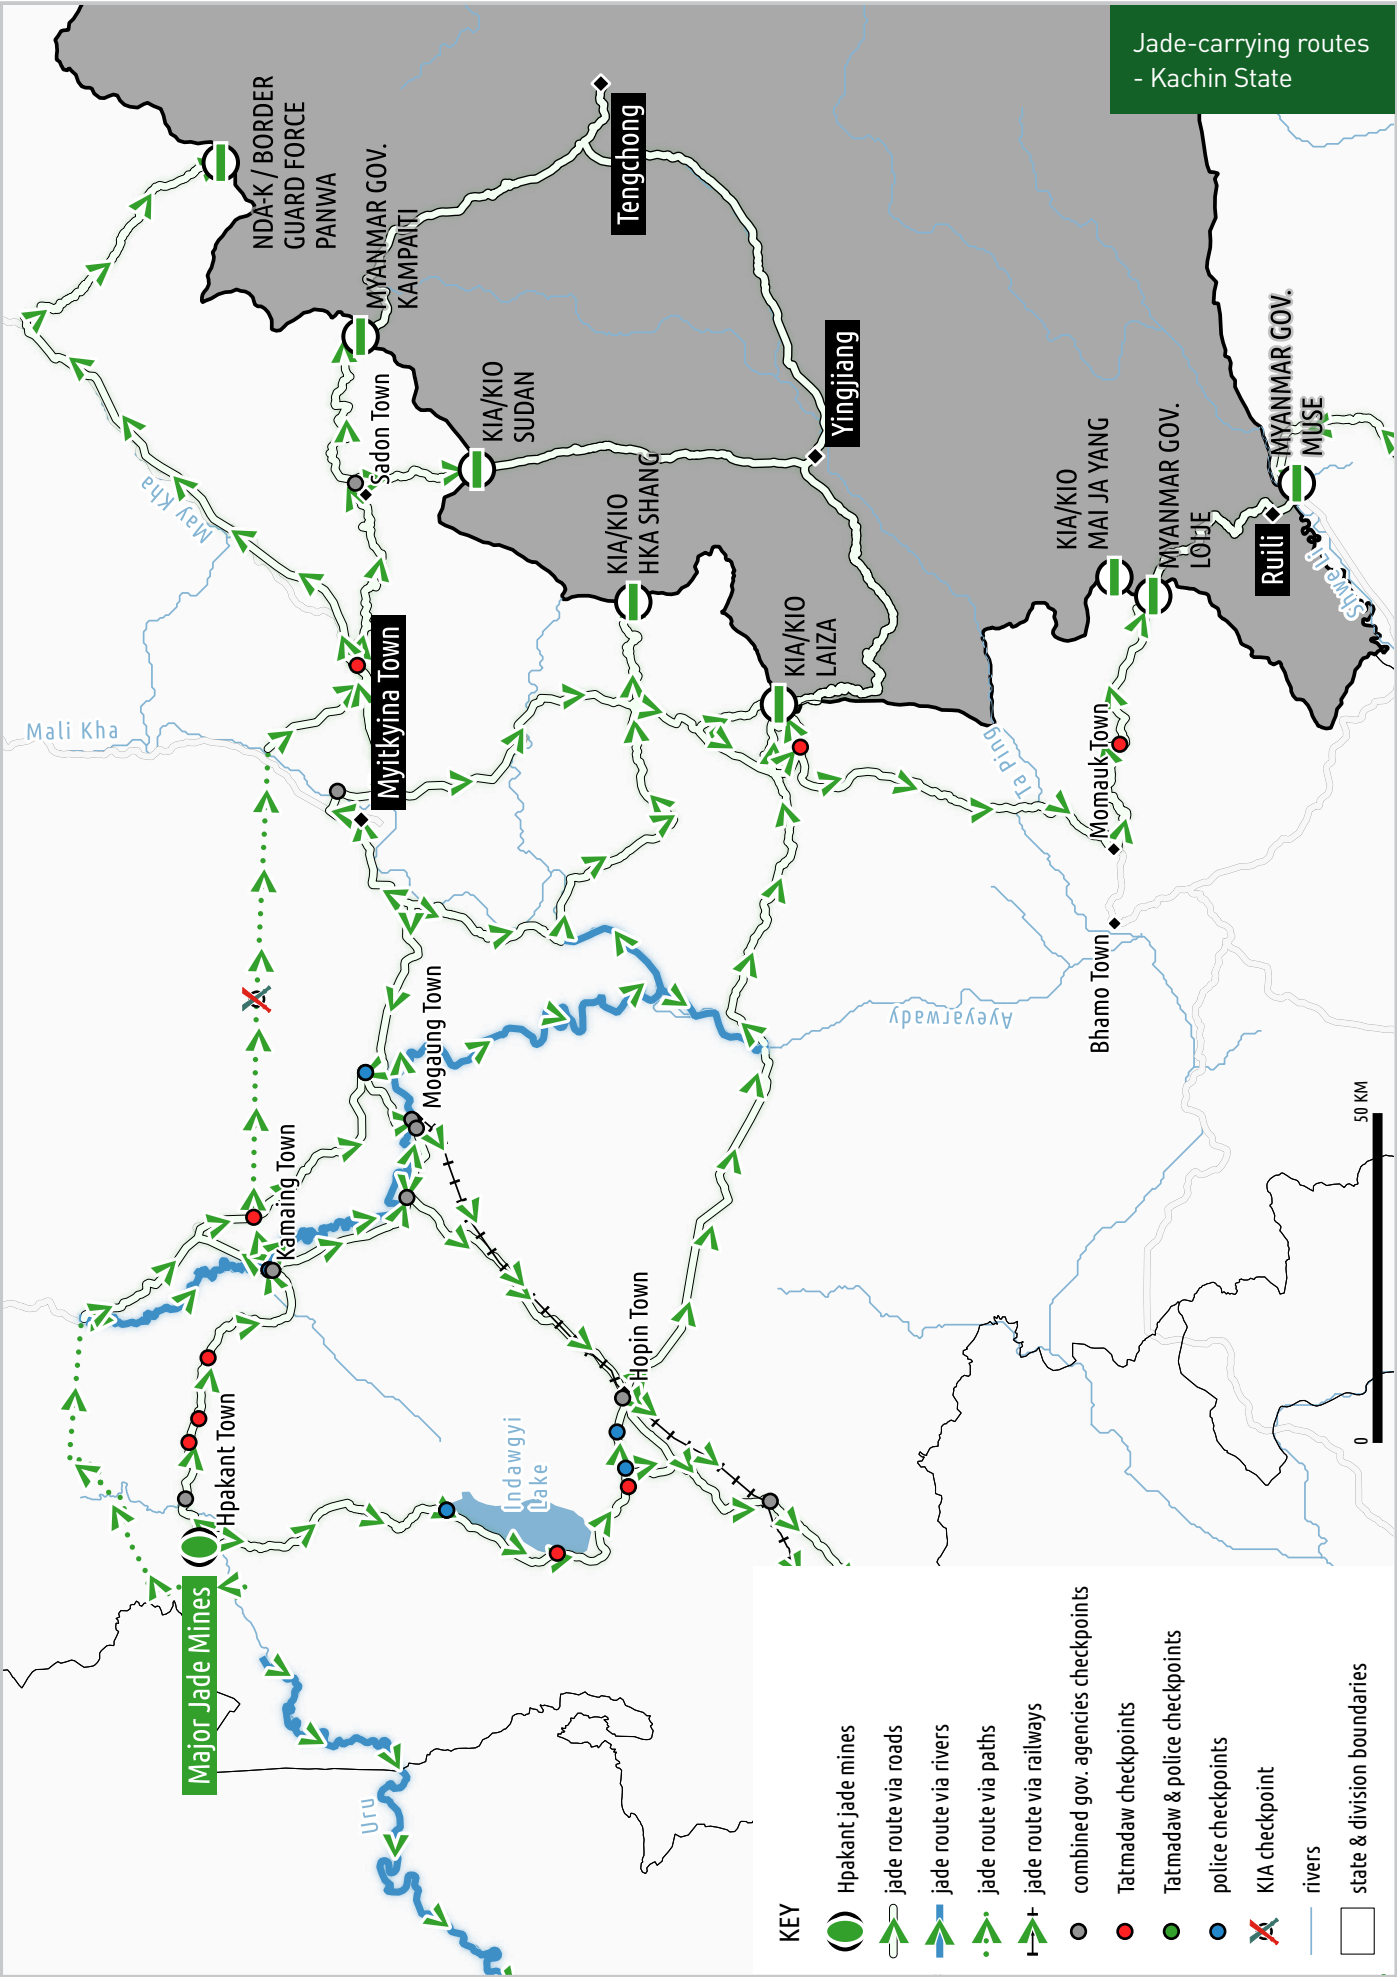 Jade-carrying routes
- Kachin State
NDA-K / BORDER
GUARD FORCE
PANWA
MYANMAR GOV.
KAMPAITI
Tengchong
Sadon Town
KIA/KIO
SUDAN
Yingjiang
KIA/KIO
HKA SHANG
KIA/KIO
MAI JA YANG
MYANMAR GOV.
LOIJE
MYANMAR GOV.
MUSE
Ruili
Shwe Li
May Kha
Mali Kha
Myitkyina Town
KIA/KIO
LAIZA
Ta Ping
Momauk Town
Bhamo Town
Ayeyarwady
Mogaung Town
Kamaing Town
Hopin Town
Hpakant Town
Indawgyi
Lake
Major Jade Mines
Uru
50 KM
0
KEY
Hpakant jade mines
jade route via roads
jade route via rivers
jade route via paths
jade route via railways
combined gov. agencies checkpoints
Tatmadaw checkpoints
Tatmadaw & police checkpoints
police checkpoints
KIA checkpoint
rivers
state & division boundaries